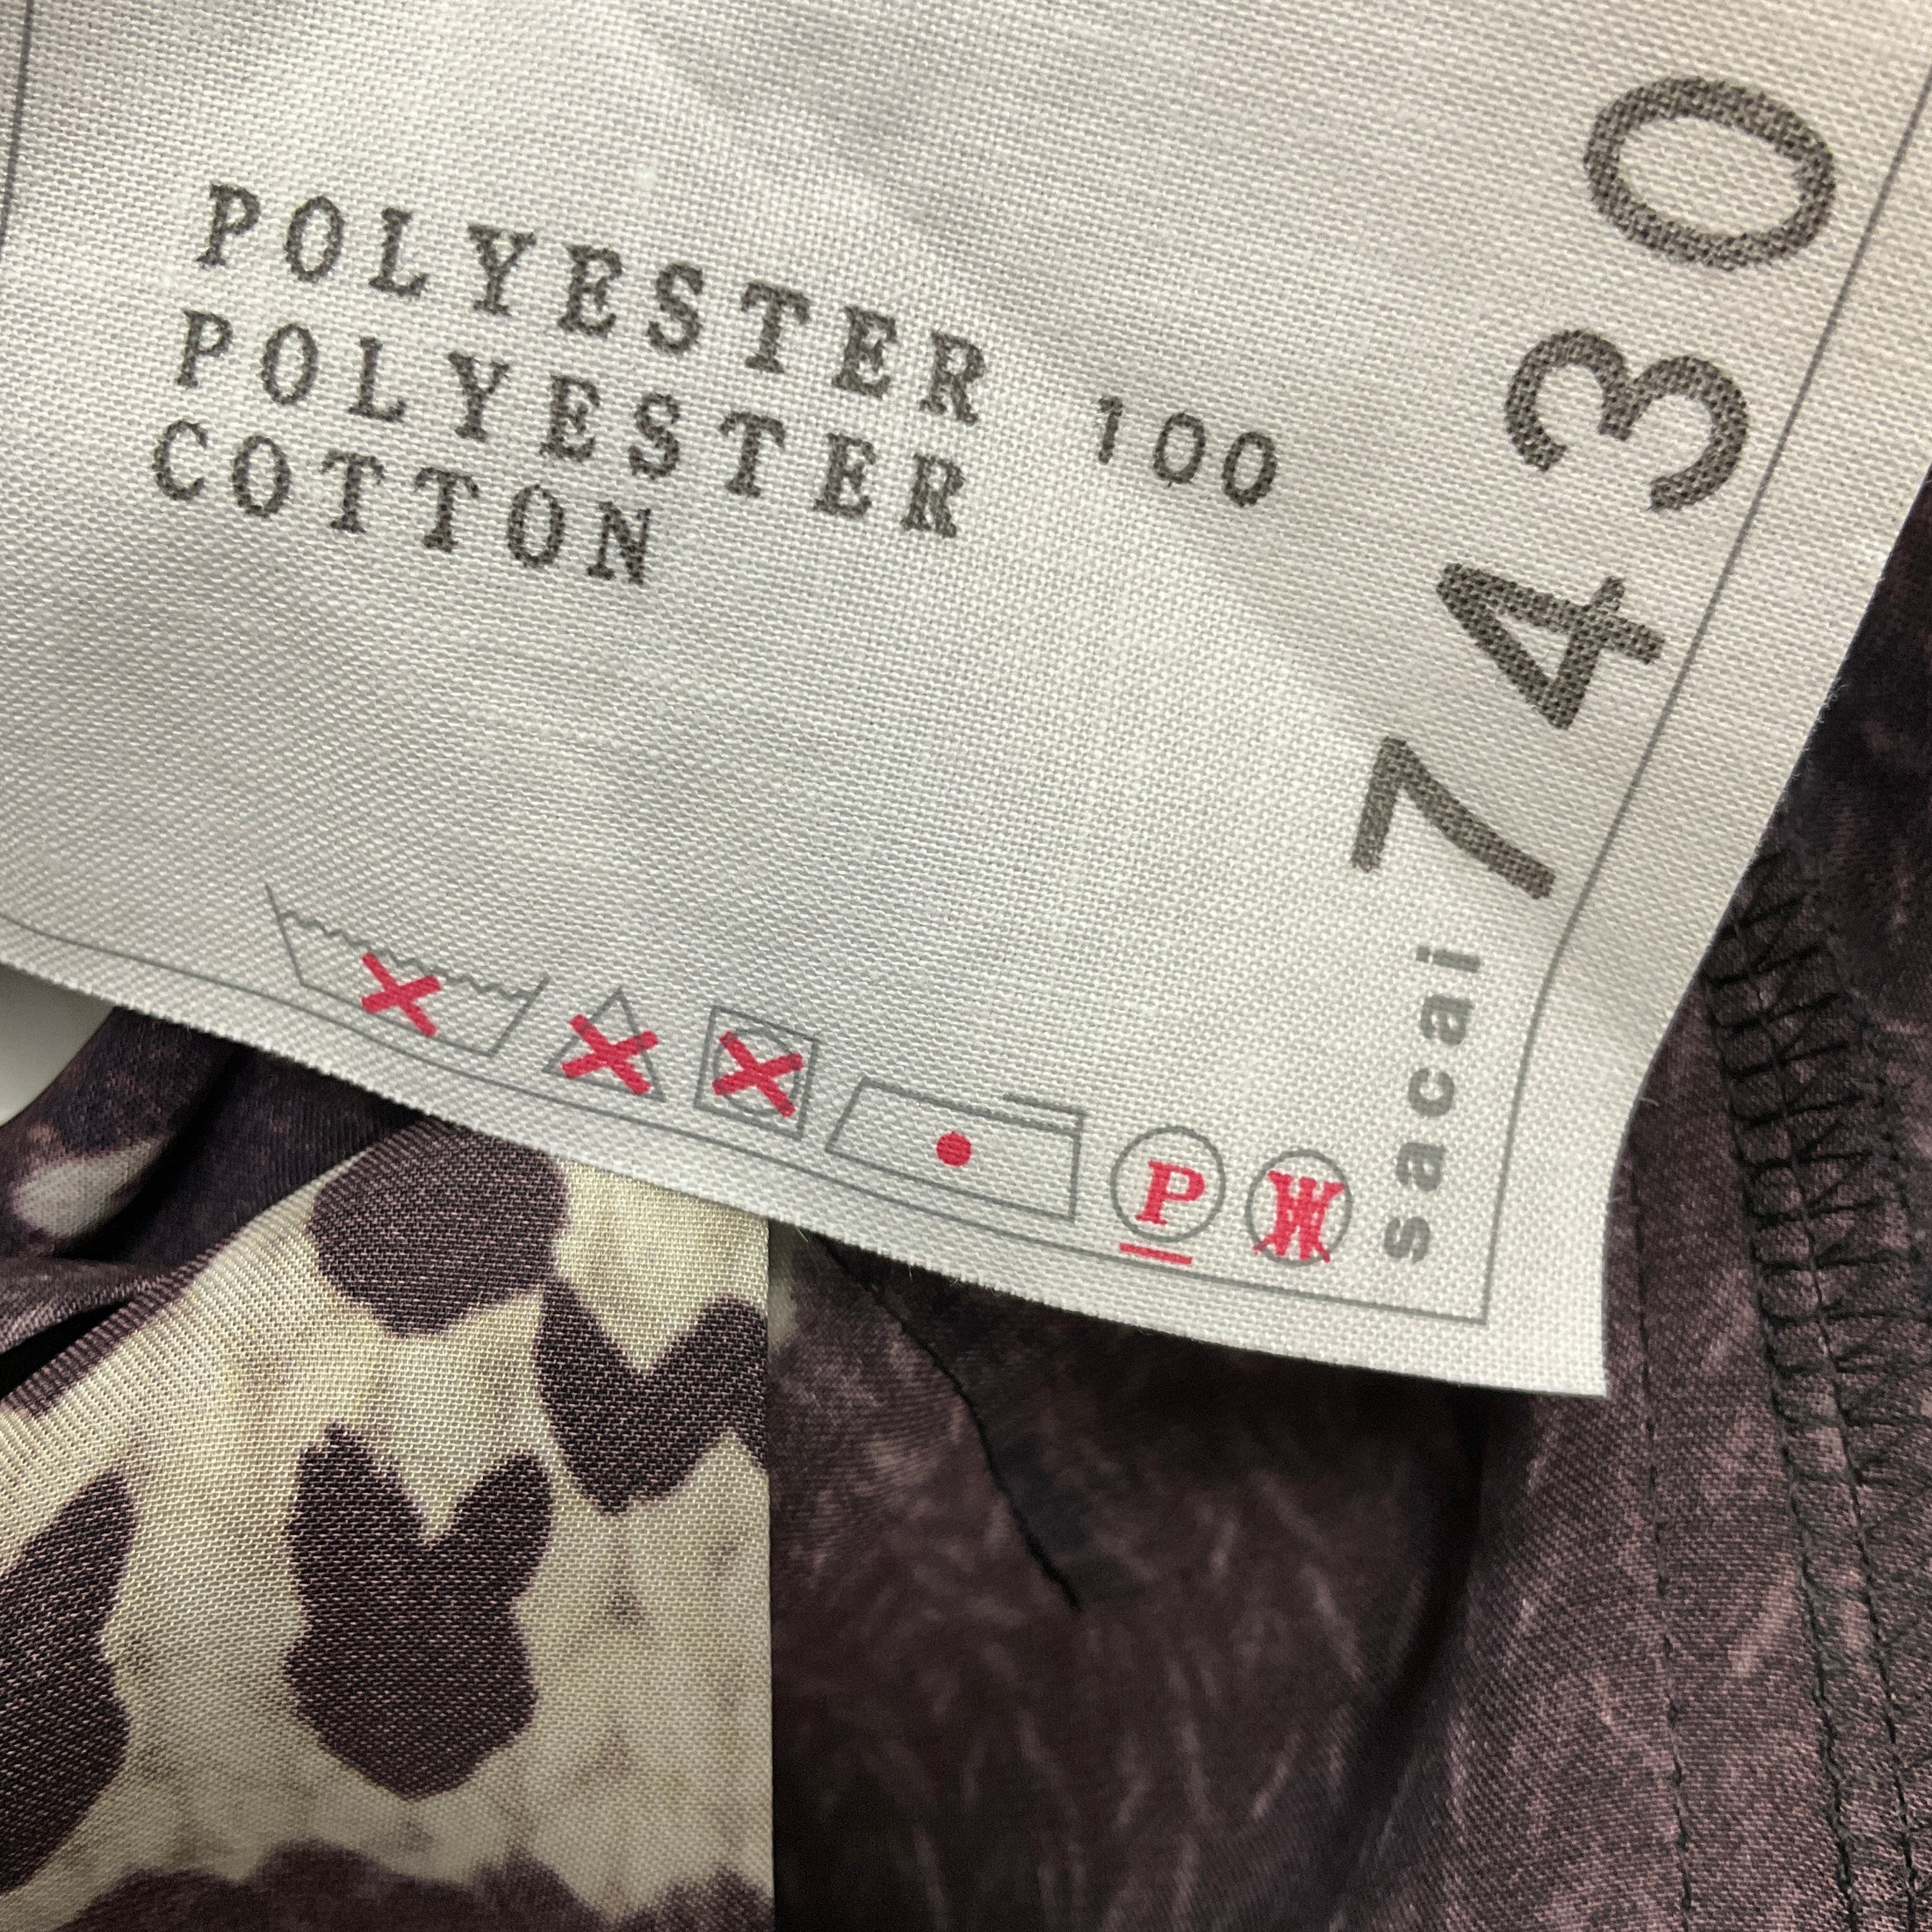 POLYESTER 100
POLYESTER
COTTON
P
W
sacai 7430